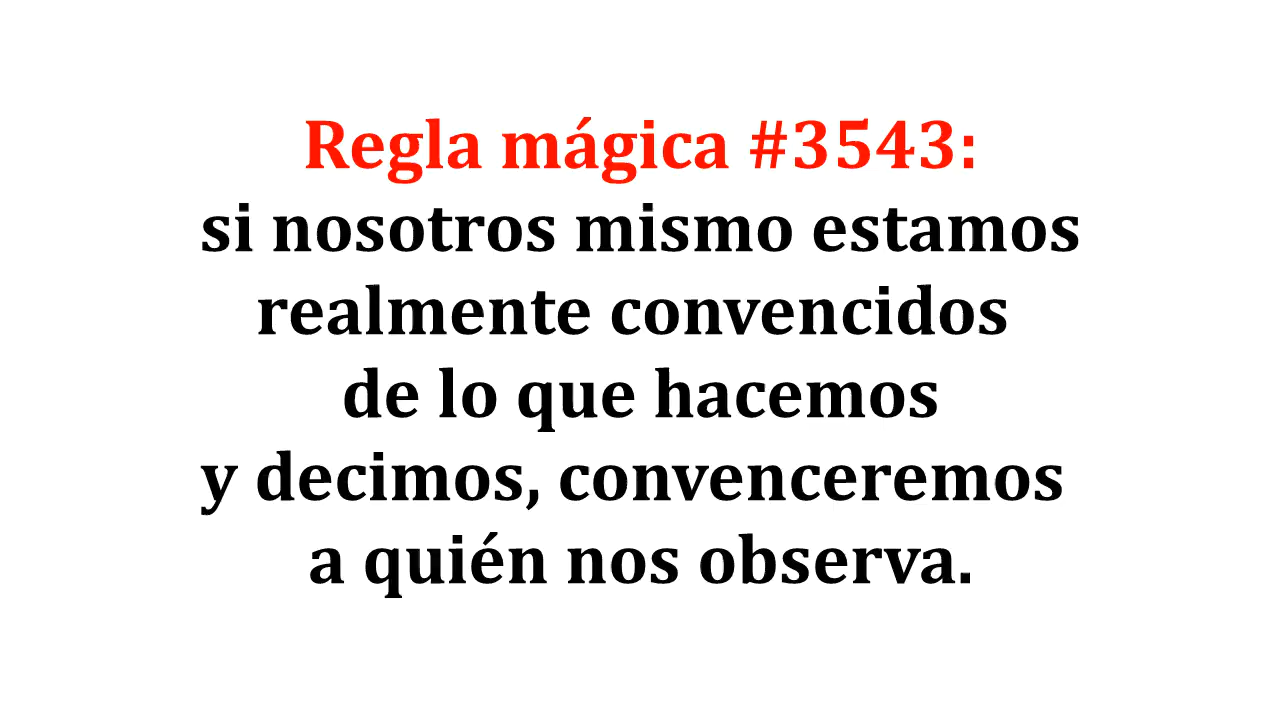 Regla mágica #3543:
si nosotros mismo estamos
realmente convencidos
de lo que hacemos
y decimos, convenceremos
a quién nos observa.